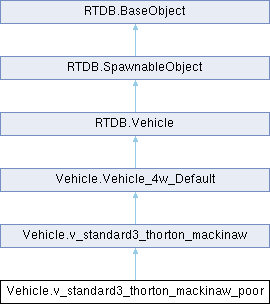 RTDB.BaseObject
RTDB.SpawnableObject
RTDB.Vehicle
Vehicle.Vehicle_4w_Default
Vehicle.v_standard3_thorton_mackinaw
Vehicle.v_standard3_thorton_mackinaw_poor